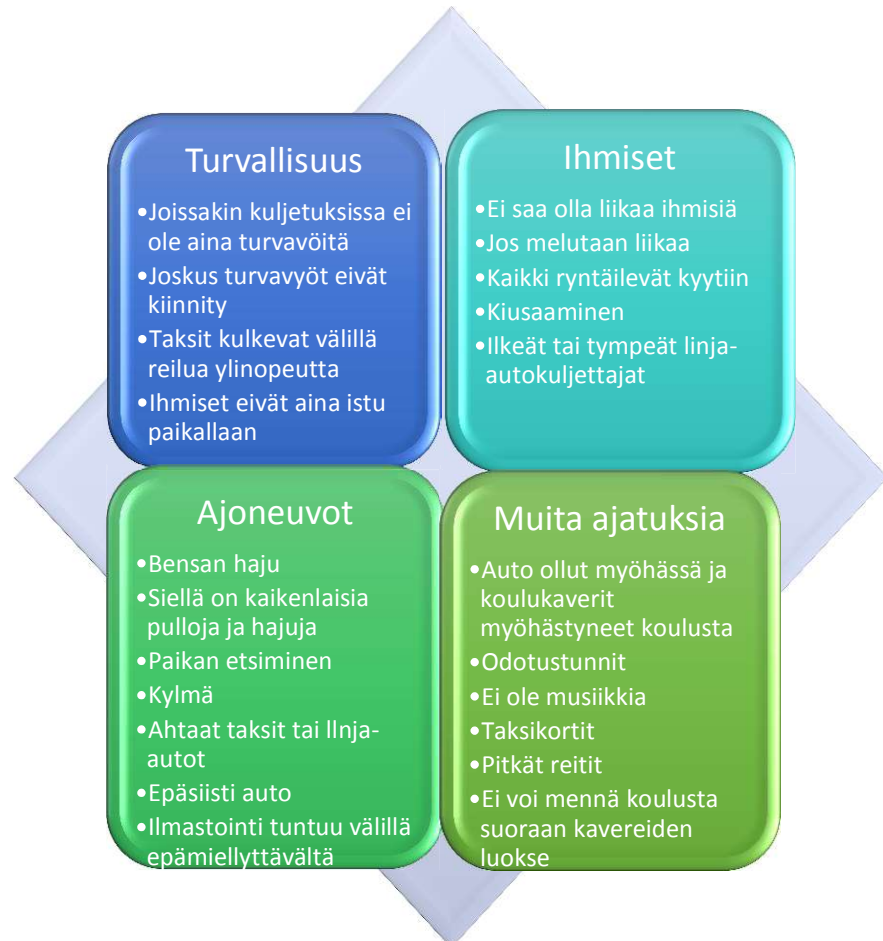 Turvallisuus
•Joissakin kuljetuksissa ei
ole aina turvavöitä
•Joskus turvavyöt eivät
kiinnity
•Taksit kulkevat välillä
reilua ylinopeutta
•Ihmiset eivät aina istu
paikallaan
Ihmiset
•Ei saa olla liikaa ihmisiä
•Jos melutaan liikaa
•Kaikki ryntäilevät kyytiin
•Kiusaaminen
•Ilkeät tai tympeät linja-
autokuljettajat
Ajoneuvot
•Bensan haju
•Siellä on kaikenlaisia
pulloja ja hajuja
•Paikan etsiminen
•Kylmä
•Ahtaat taksit tai lInja-
autot
•Epäsiisti auto
•Ilmastointi tuntuu välillä
epämiellyttävältä
Muita ajatuksia
•Auto ollut myöhässä ja
koulukaverit
myöhästyneet koulusta
•Odotustunnit
•Ei ole musiikkia
•Taksikortit
•Pitkät reitit
•Ei voi mennä koulusta
suoraan kavereiden
luokse